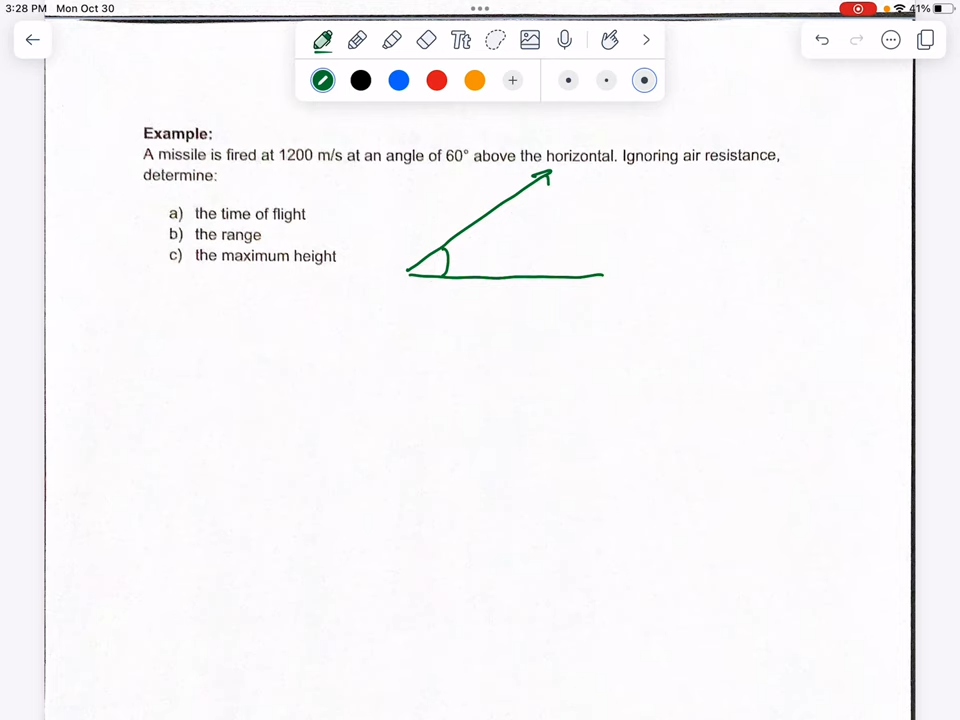 3:28 PM Mon Oct 30
41%
Tt
Example:
A missile is fired at 1200 m/s at an angle of 60° above the horizontal. Ignoring air resistance,
determine:
a) the time of flight
b) the range
c) the maximum height